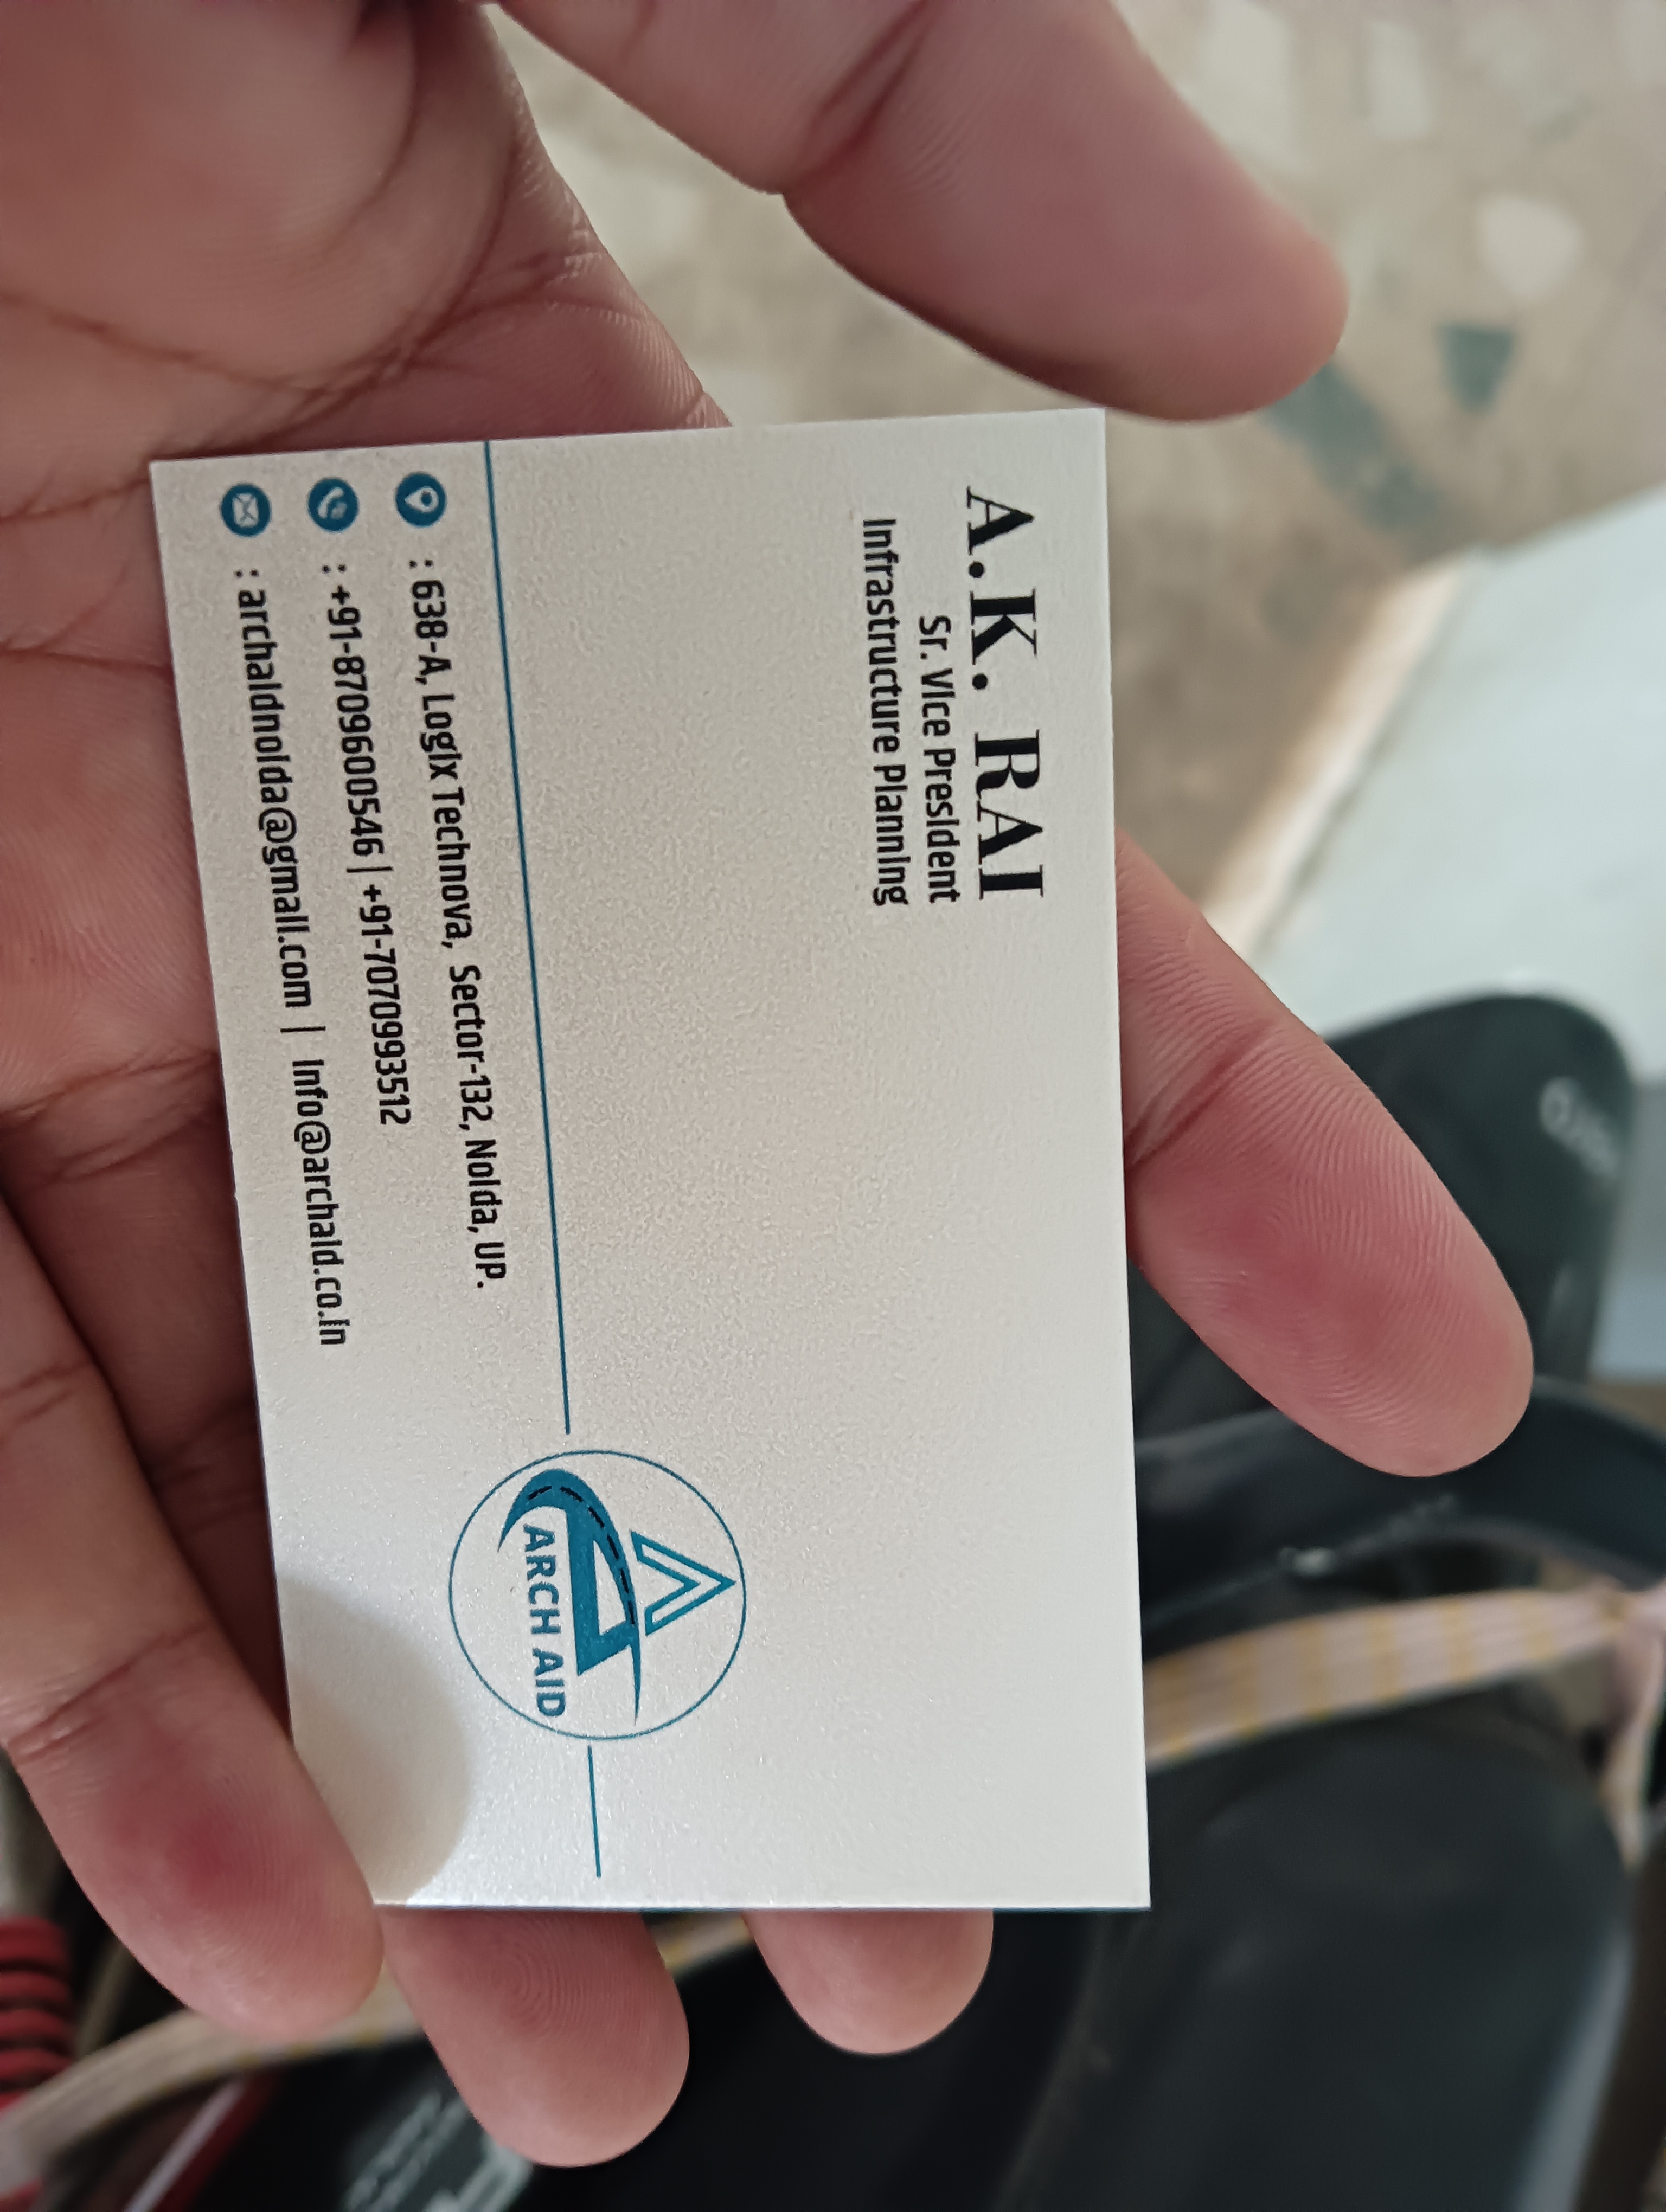 A.K. RAI
Sr. Vice President
Infrastructure Planning
: 638-A, Logix Technova, Sector-132, Noida, UP.
: +91-8709600546 | +91-7070993512
: archaidnoida@gmail.com | info@archaid.co.in
ARCH AID